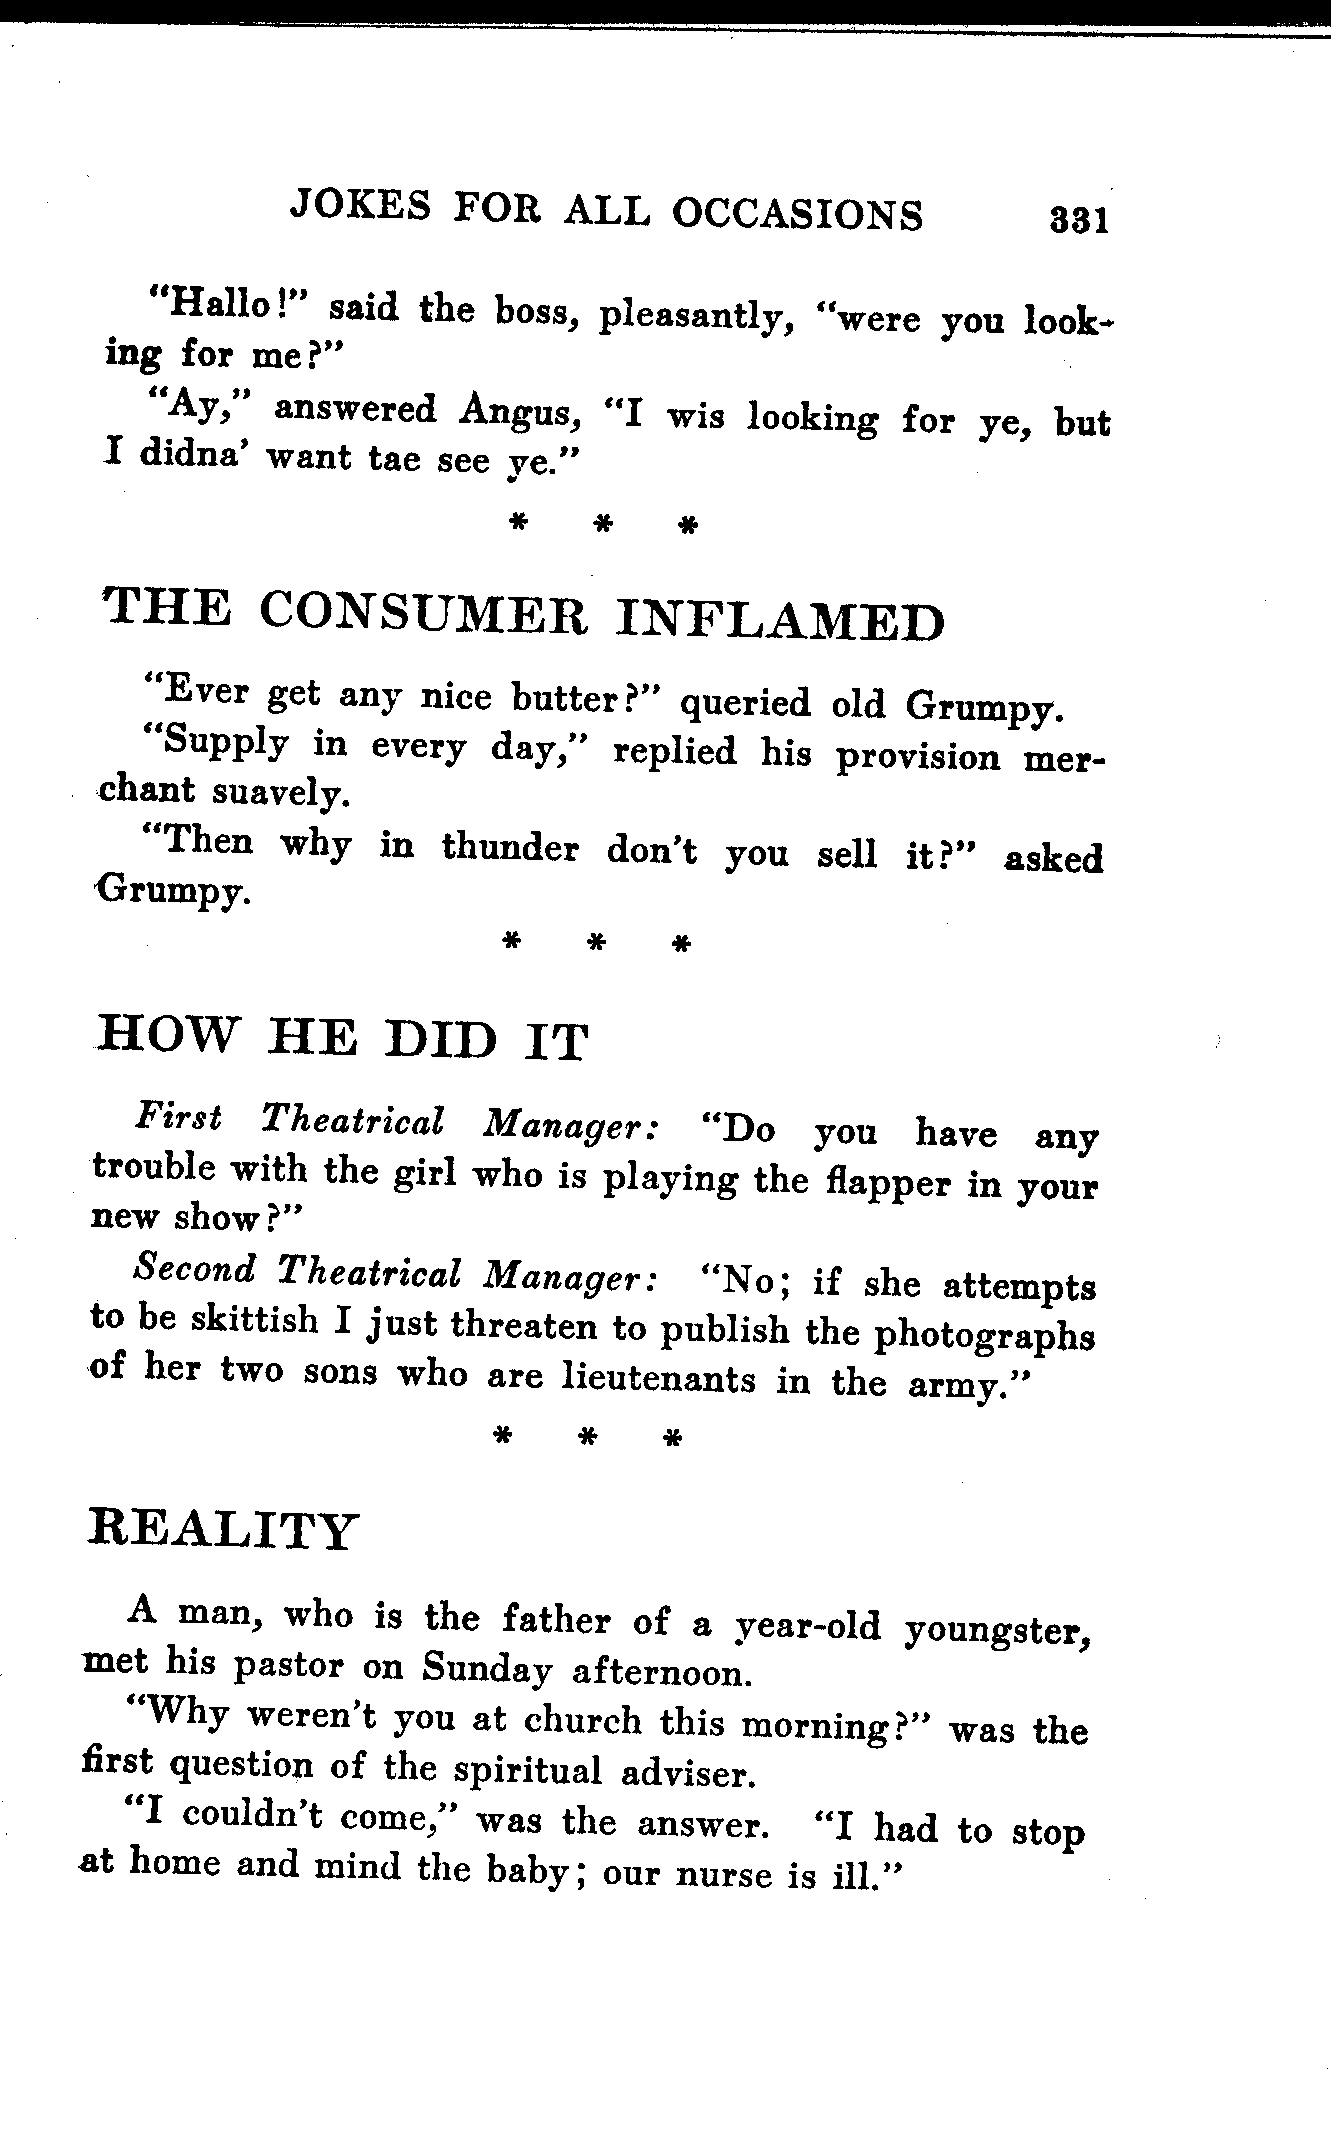 JOKES FOR ALL OCCASIONS 331
"Hallo!" said the boss, pleasantly, "were you look-
ing for me?"
"Ay," answered Angus, "I wis looking for ye, but
I didna' want tae see ye."
* * *
THE CONSUMER INFLAMED
"Ever get any nice butter?" queried old Grumpy.
"Supply in every day," replied his provision mer-
chant suavely.
"Then why in thunder don't you sell it?" asked
Grumpy.
* * *
HOW HE DID IT
First Theatrical Manager: "Do you have any
trouble with the girl who is playing the flapper in your
new show?"
Second Theatrical Manager: "No; if she attempts
to be skittish I just threaten to publish the photographs
of her two sons who are lieutenants in the army."
* * *
REALITY
A man, who is the father of a year-old youngster,
met his pastor on Sunday afternoon.
"Why weren't you at church this morning?" was the
first question of the spiritual adviser.
"I couldn't come," was the answer. "I had to stop
at home and mind the baby; our nurse is ill."